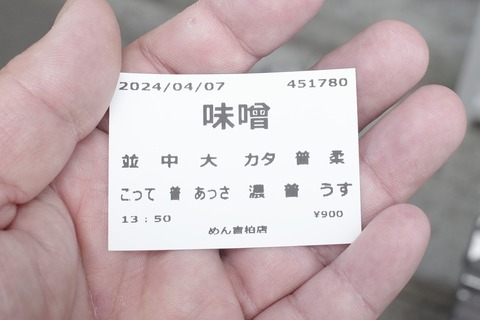 2024/04/07 451780
味噌
並 中 大 カタ 普 柔
こって 普 あっさ 濃 普 うす
13:50 ¥900
めん吉柏店